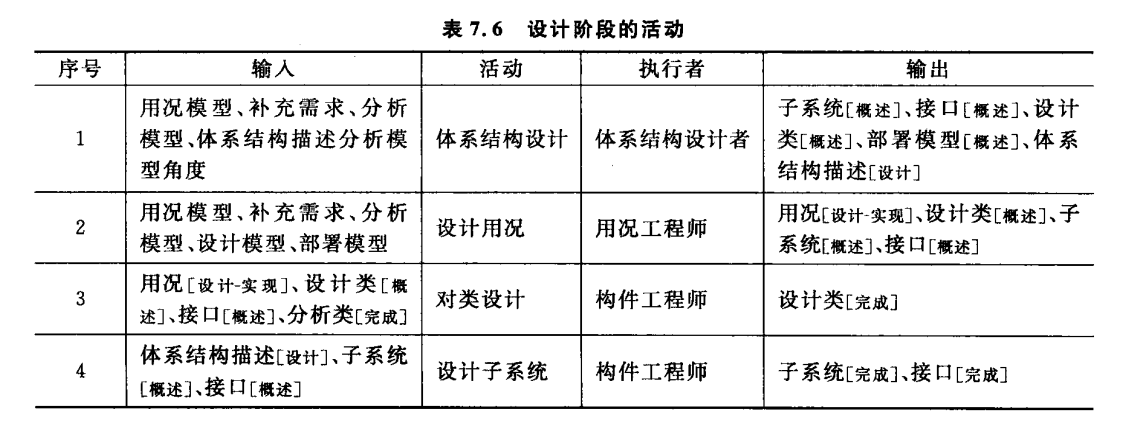 表 7.6 设计阶段的活动
序号 输入 活动 执行者 输出
1
用况模型、补充需求、分析
模型、体系结构描述分析模
型角度
体系结构设计
体系结构设计者
子系统[概述]、接口[概述]、设计
类[概述]、部署模型[概述]、体系
结构描述[设计]
2
用况模型、补充需求、分析
模型、设计模型、部署模型
设计用况
用况工程师
用况[设计-实现]、设计类[概述]、子
系统[概述]、接口[概述]
3
用况[设计-实现]、设计类[概
述]、接口[概述]、分析类[完成]
对类设计
构件工程师
设计类[完成]
4
体系结构描述[设计]、子系统
[概述]、接口[概述]
设计子系统
构件工程师
子系统[完成]、接口[完成]